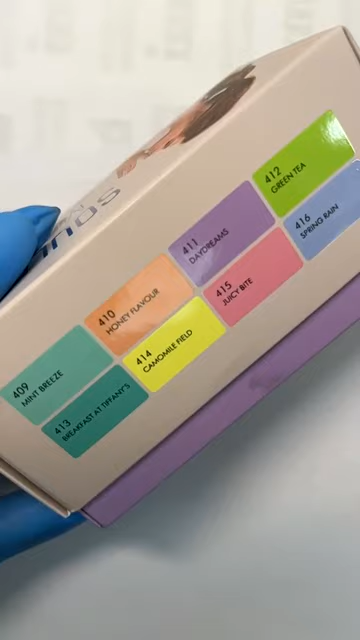 409
MINT BREEZE
410
HONEY FLAVOUR
411
DAYDREAMS
412
GREEN TEA
413
BREAKFAST AT TIFFANY'S
414
CAMOMILE FIELD
415
JUICY BITE
416
SPRING RAIN